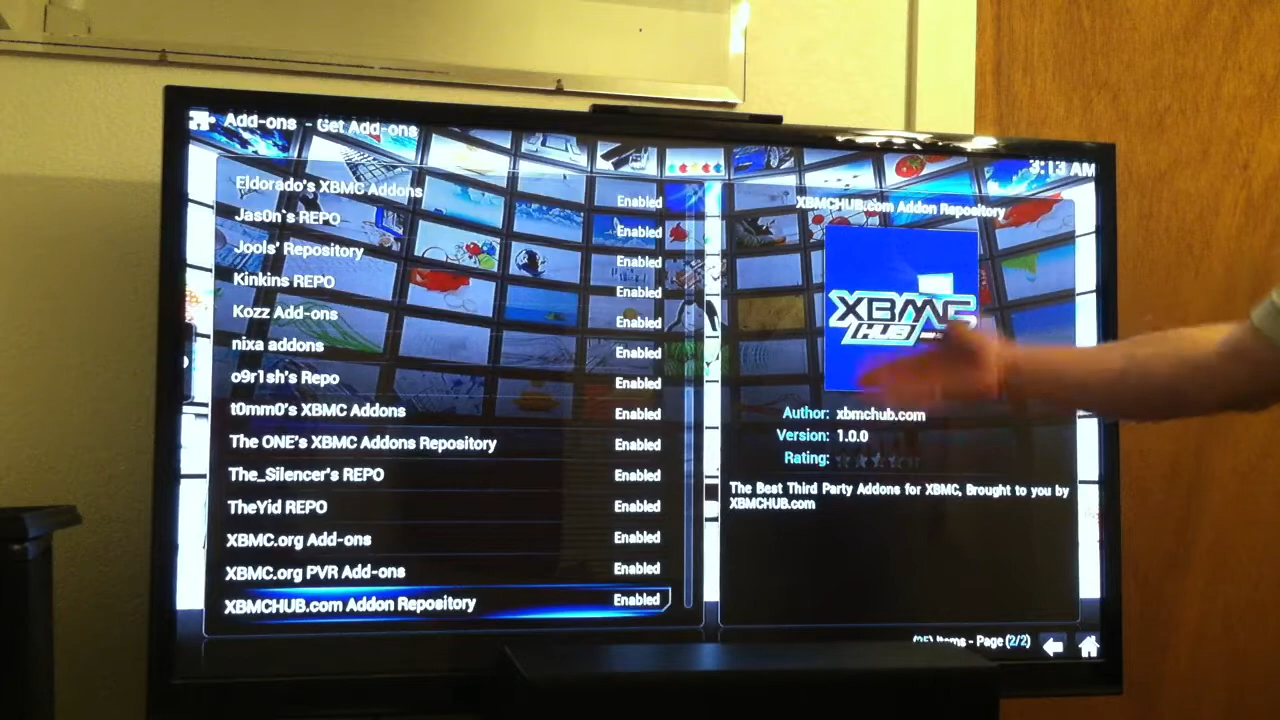 Add-ons - Get Add-ons
3:13 AM
Eldorado's XBMC Addons Enabled
Jas0n's REPO Enabled
Jools' Repository Enabled
Kinkins REPO Enabled
Kozz Add-ons Enabled
nixa addons Enabled
o9r1sh's Repo Enabled
t0mm0's XBMC Addons Enabled
The ONE's XBMC Addons Repository Enabled
The_Silencer's REPO Enabled
TheYid REPO Enabled
XBMC.org Add-ons Enabled
XBMC.org PVR Add-ons Enabled
XBMCHUB.com Addon Repository Enabled
XBMCHUB.com Addon Repository
XBMC
HUB
Author: xbmchub.com
Version: 1.0.0
Rating:
The Best Third Party Addons for XBMC, Brought to you by
XBMCHUB.com
Items - Page (2/2)